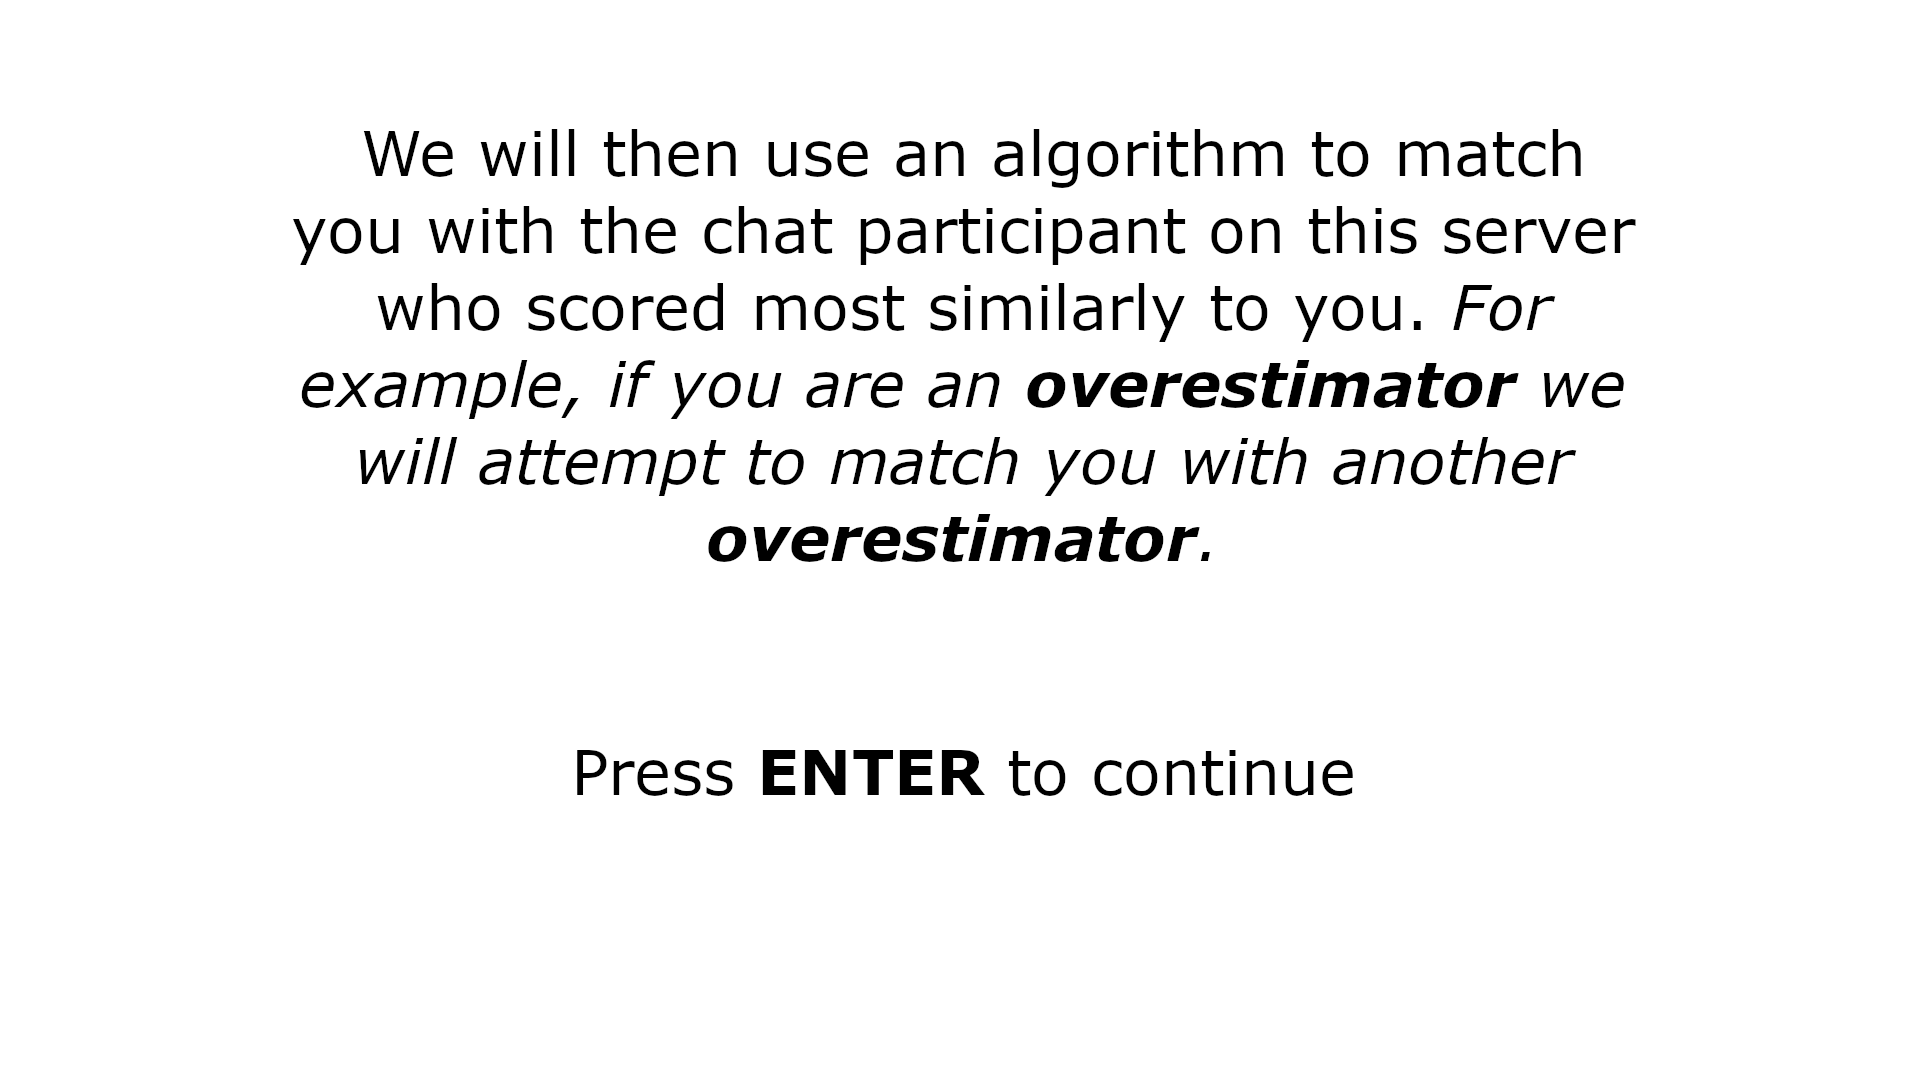 We will then use an algorithm to match
you with the chat participant on this server
who scored most similarly to you. For
example, if you are an overestimator we
will attempt to match you with another
overestimator.
Press ENTER to continue